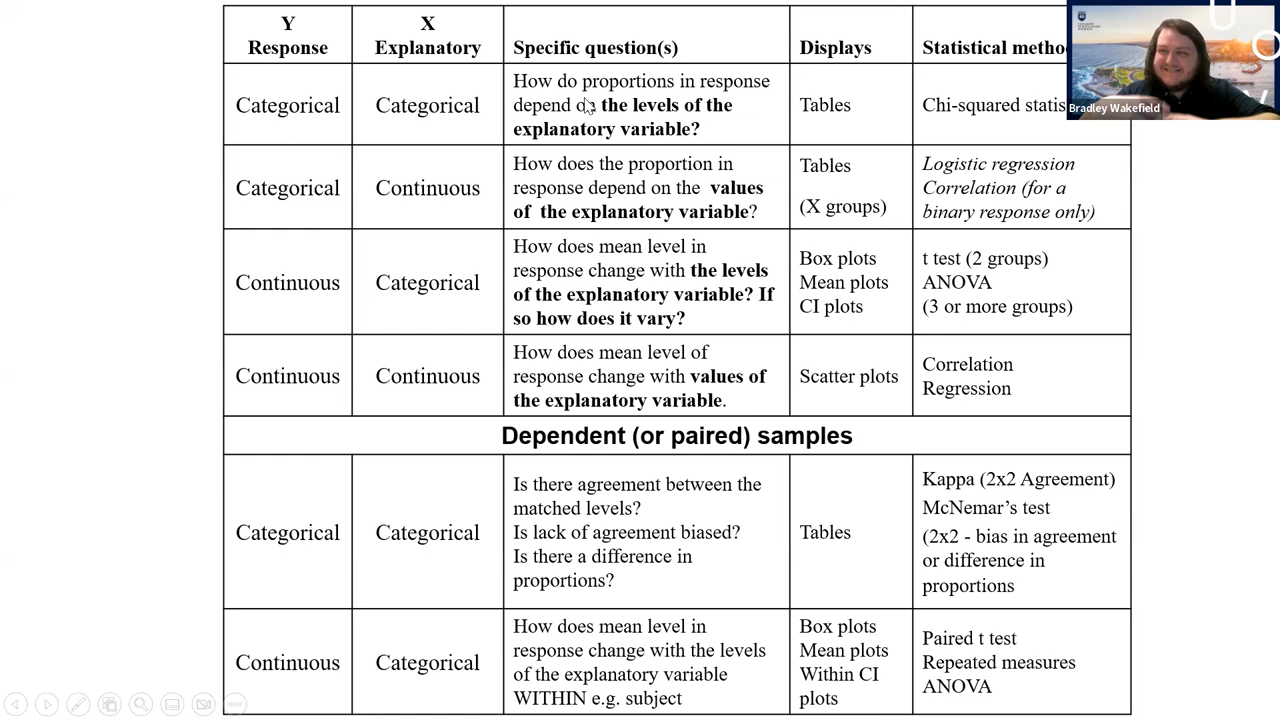 Y
Response
X
Explanatory
Specific question(s)
Displays
Statistical
Categorical
Categorical
How do proportions in response
depend the levels of the
explanatory variable?
Tables
Chi-squared
Bradley Wakefield
Categorical
Continuous
How does the proportion in
response depend on the values
of the explanatory variable?
Tables
(X groups)
Logistic regression
Correlation (for a
binary response only)
Continuous
Categorical
How does mean level in
response change with the levels
of the explanatory variable? If
so how does it vary?
Box plots
Mean plots
CI plots
t test (2 groups)
ANOVA
(3 or more groups)
Continuous
Continuous
How does mean level of
response change with values of
the explanatory variable.
Scatter plots
Correlation
Regression
Dependent (or paired) samples
Categorical
Categorical
Is there agreement between the
matched levels?
Is lack of agreement biased?
Is there a difference in
proportions?
Tables
Kappa (2x2 Agreement)
McNemar’s test
(2x2 - bias in agreement
or difference in
proportions
Continuous
Categorical
How does mean level in
response change with the levels
of the explanatory variable
WITHIN e.g. subject
Box plots
Mean plots
Within CI
plots
Paired t test
Repeated measures
ANOVA